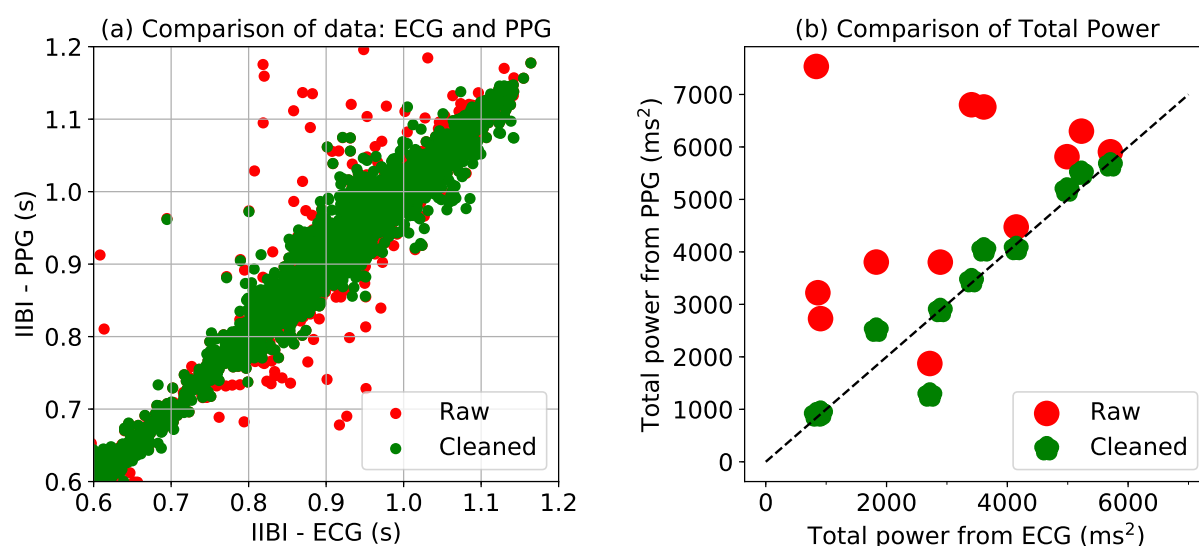 (a) Comparison of data: ECG and PPG
1.2
1.1
1.0
0.9
0.8
0.7
0.6
IIBI - PPG (s)
0.6 0.7 0.8 0.9 1.0 1.1 1.2
IIBI - ECG (s)
Raw
Cleaned
(b) Comparison of Total Power
7000
6000
5000
4000
3000
2000
1000
0
Total power from PPG (ms²)
0 2000 4000 6000
Total power from ECG (ms²)
Raw
Cleaned